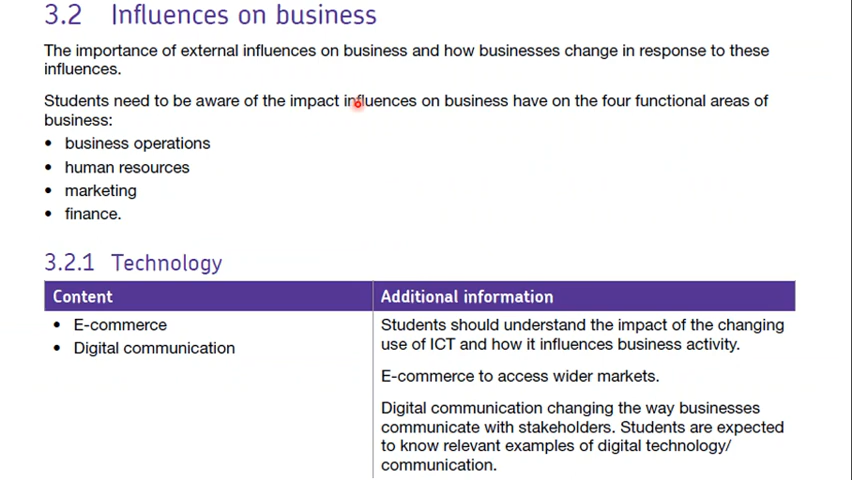 3.2 Influences on business
The importance of external influences on business and how businesses change in response to these
influences.
Students need to be aware of the impact influences on business have on the four functional areas of
business:
• business operations
• human resources
• marketing
• finance.
3.2.1 Technology
Content
Additional information
• E-commerce
• Digital communication
Students should understand the impact of the changing
use of ICT and how it influences business activity.
E-commerce to access wider markets.
Digital communication changing the way businesses
communicate with stakeholders. Students are expected
to know relevant examples of digital technology/
communication.